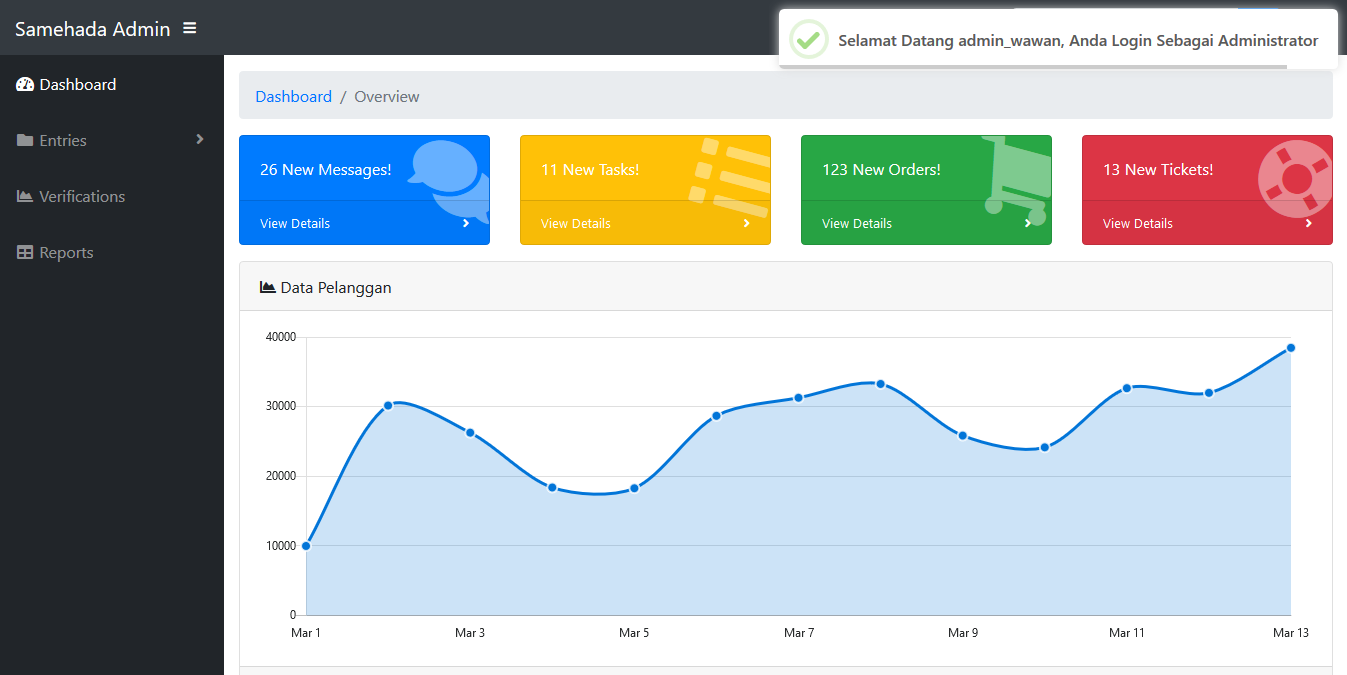 Samehada Admin
Selamat Datang admin_wawan, Anda Login Sebagai Administrator
Dashboard
Entries
Verifications
Reports
Dashboard / Overview
26 New Messages!
View Details
11 New Tasks!
View Details
123 New Orders!
View Details
13 New Tickets!
View Details
Data Pelanggan
40000
30000
20000
10000
0
Mar 1 Mar 3 Mar 5 Mar 7 Mar 9 Mar 11 Mar 13